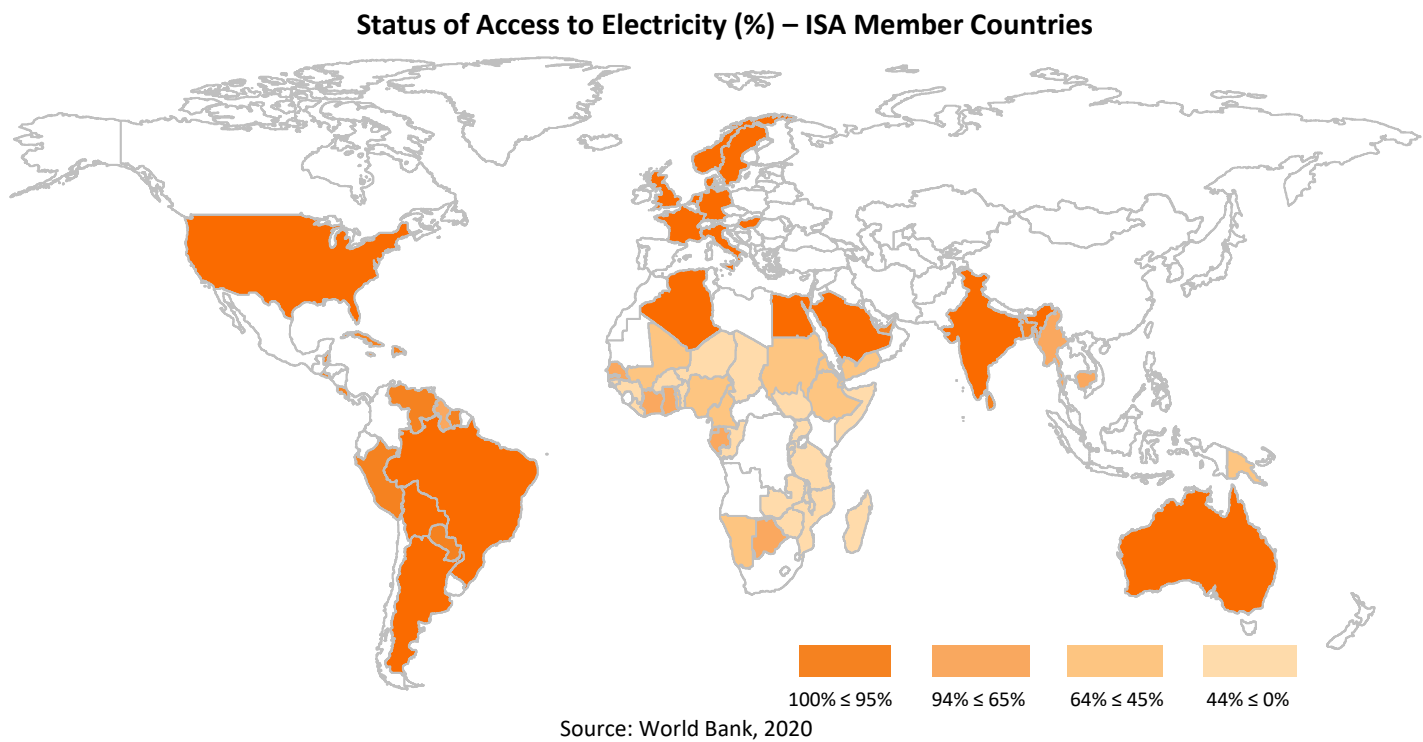 Status of Access to Electricity (%) – ISA Member Countries
100% ≤ 95%
94% ≤ 65%
64% ≤ 45%
44% ≤ 0%
Source: World Bank, 2020